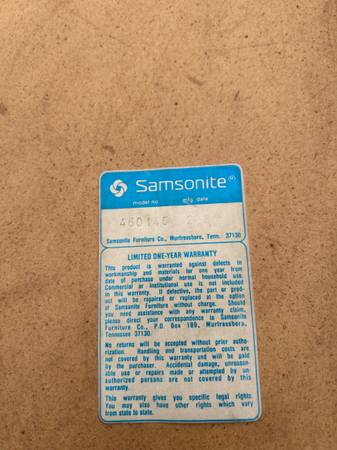 Samsonite®
model no mfg date
Samsonite Furniture Co., Murfreesboro, Tenn. 37130
LIMITED ONE-YEAR WARRANTY
This product is warranted against defects in
workmanship and materials for one year from
date of purchase under normal household use.
Commercial or institutional use is not included
in this warranty. If defective, the part or prod-
uct will be repaired or replaced at the option
of Samsonite Furniture without charge. Should
you need assistance with any warranty claim,
please direct your correspondence to Samsonite
Furniture Co., P.O. Box 189, Murfreesboro,
Tennessee 37130.
No returns will be accepted without prior autho-
rization. Handling and transportation costs are
not covered by this warranty and will be paid
by the purchaser. Accidental damage, unreason-
able use or repairs made or attempted by un-
authorized persons are not covered by this
warranty.
This warranty gives you specific legal rights.
You may also have other rights which vary
from state to state.